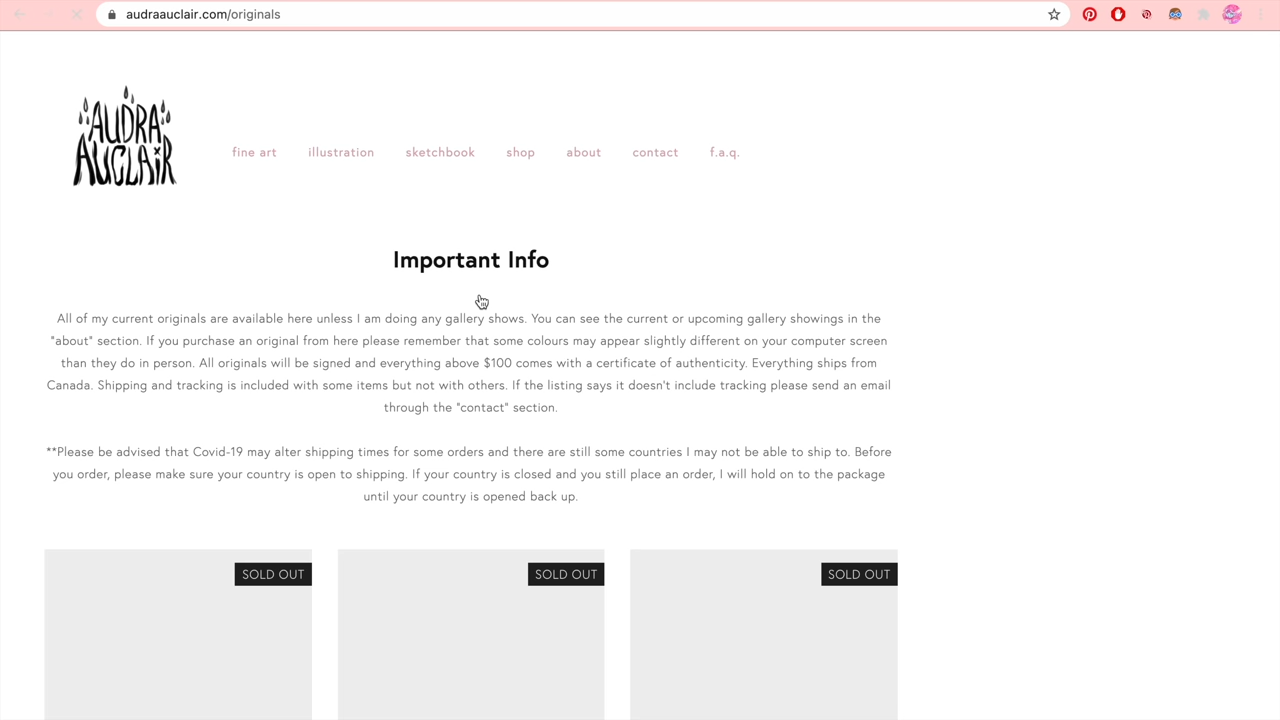 audraauclair.com/originals
AUDRA
AUCLAIR
fine art illustration sketchbook shop about contact f.a.q.
Important Info
All of my current originals are available here unless I am doing any gallery shows. You can see the current or upcoming gallery showings in the
"about" section. If you purchase an original from here please remember that some colours may appear slightly different on your computer screen
than they do in person. All originals will be signed and everything above $100 comes with a certificate of authenticity. Everything ships from
Canada. Shipping and tracking is included with some items but not with others. If the listing says it doesn't include tracking please send an email
through the "contact" section.
**Please be advised that Covid-19 may alter shipping times for some orders and there are still some countries I may not be able to ship to. Before
you order, please make sure your country is open to shipping. If your country is closed and you still place an order, I will hold on to the package
until your country is opened back up.
SOLD OUT SOLD OUT SOLD OUT